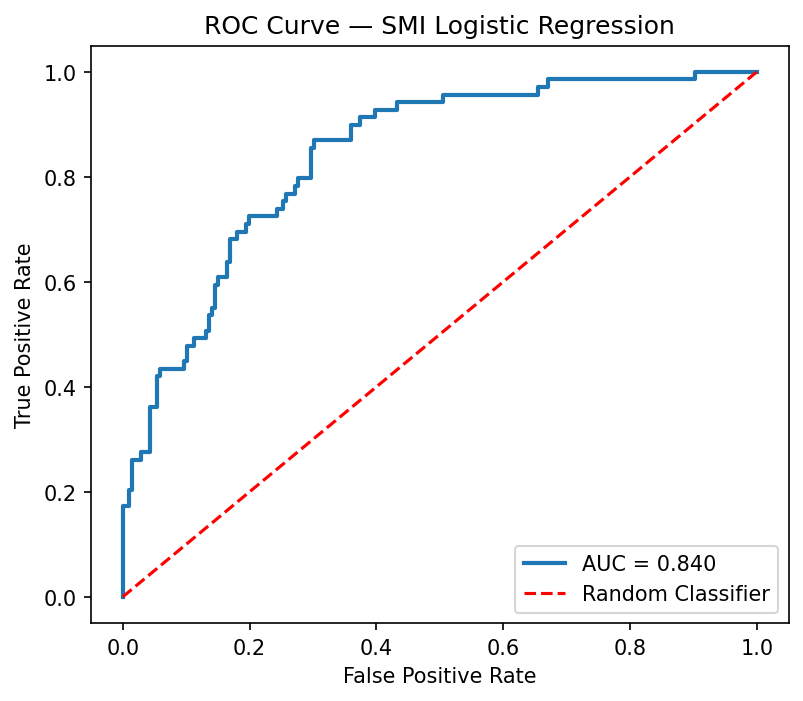 ROC Curve — SMI Logistic Regression
1.0
0.8
0.6
0.4
0.2
0.0
True Positive Rate
AUC = 0.840
Random Classifier
0.0 0.2 0.4 0.6 0.8 1.0
False Positive Rate